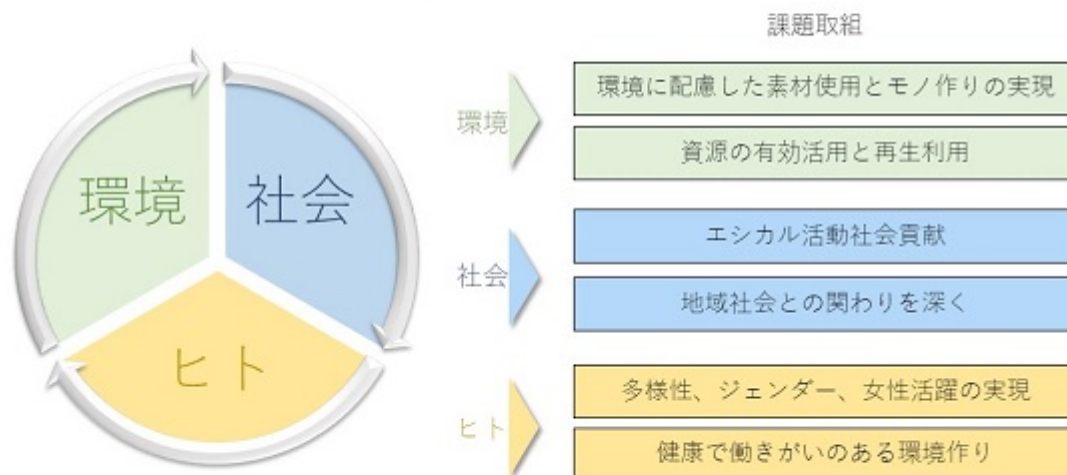 環境
社会
ヒト
課題取組
環境
環境に配慮した素材使用とモノ作りの実現
資源の有効活用と再生利用
社会
エシカル活動社会貢献
地域社会との関わりを深く
ヒト
多様性、ジェンダー、女性活躍の実現
健康で働きがいのある環境作り